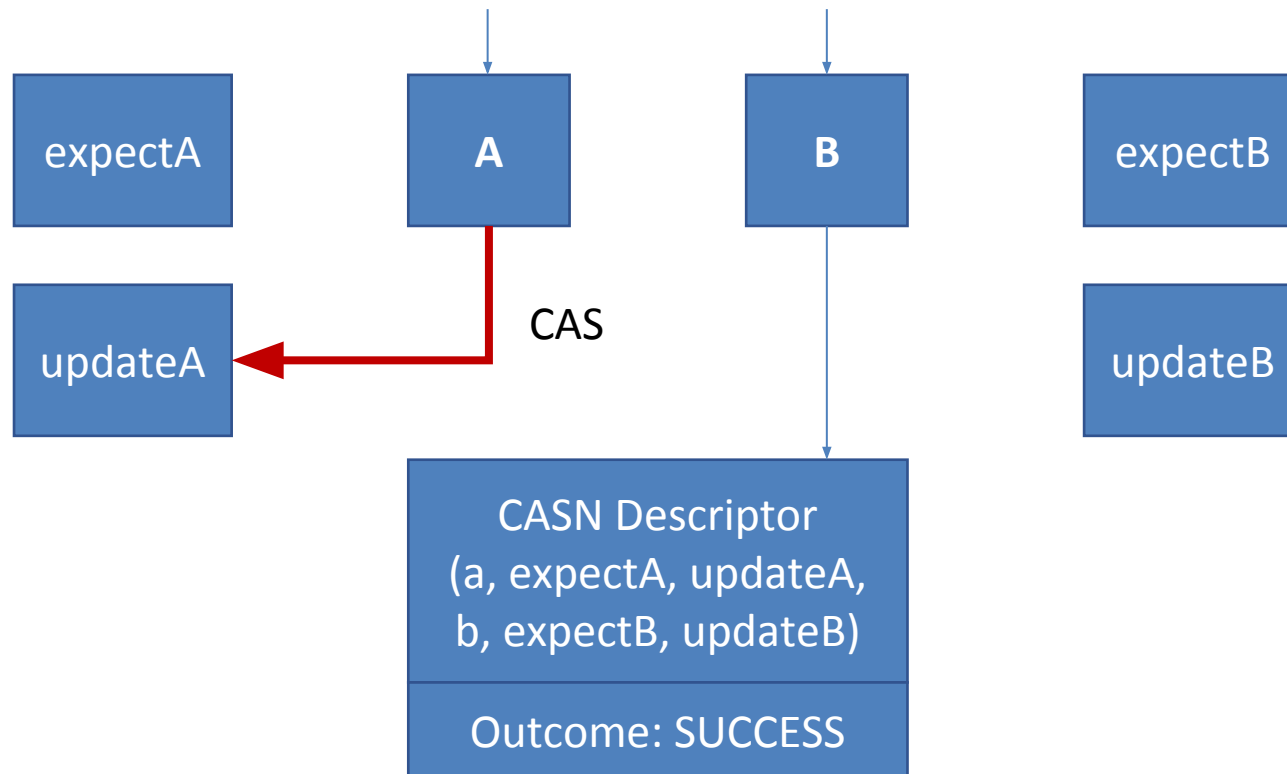 expectA
A
B
expectB
updateA
CAS
updateB
CASN Descriptor
(a, expectA, updateA,
b, expectB, updateB)
Outcome: SUCCESS